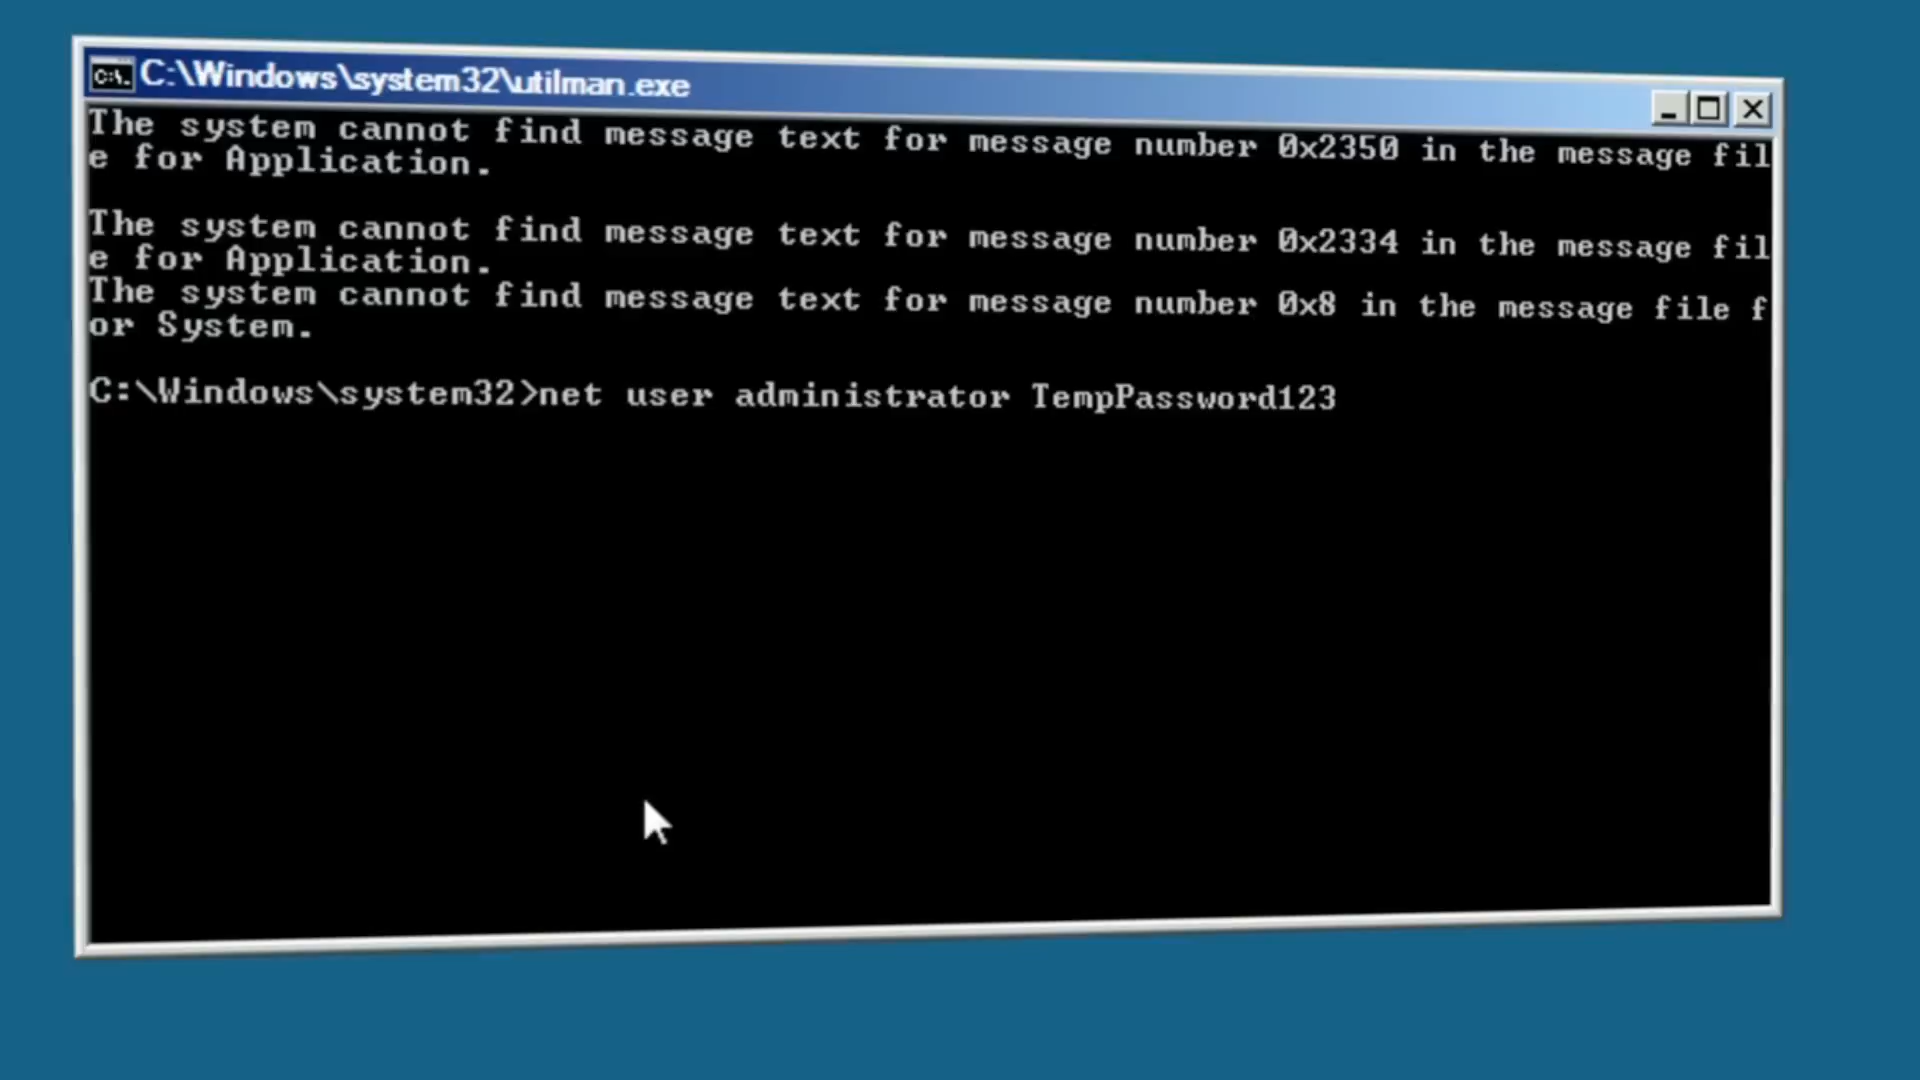 C:\Windows\system32\utilman.exe
The system cannot find message text for message number 0x2350 in the message fil
e for Application.
The system cannot find message text for message number 0x2334 in the message fil
e for Application.
The system cannot find message text for message number 0x8 in the message file f
or System.
C:\Windows\system32>net user administrator TempPassword123